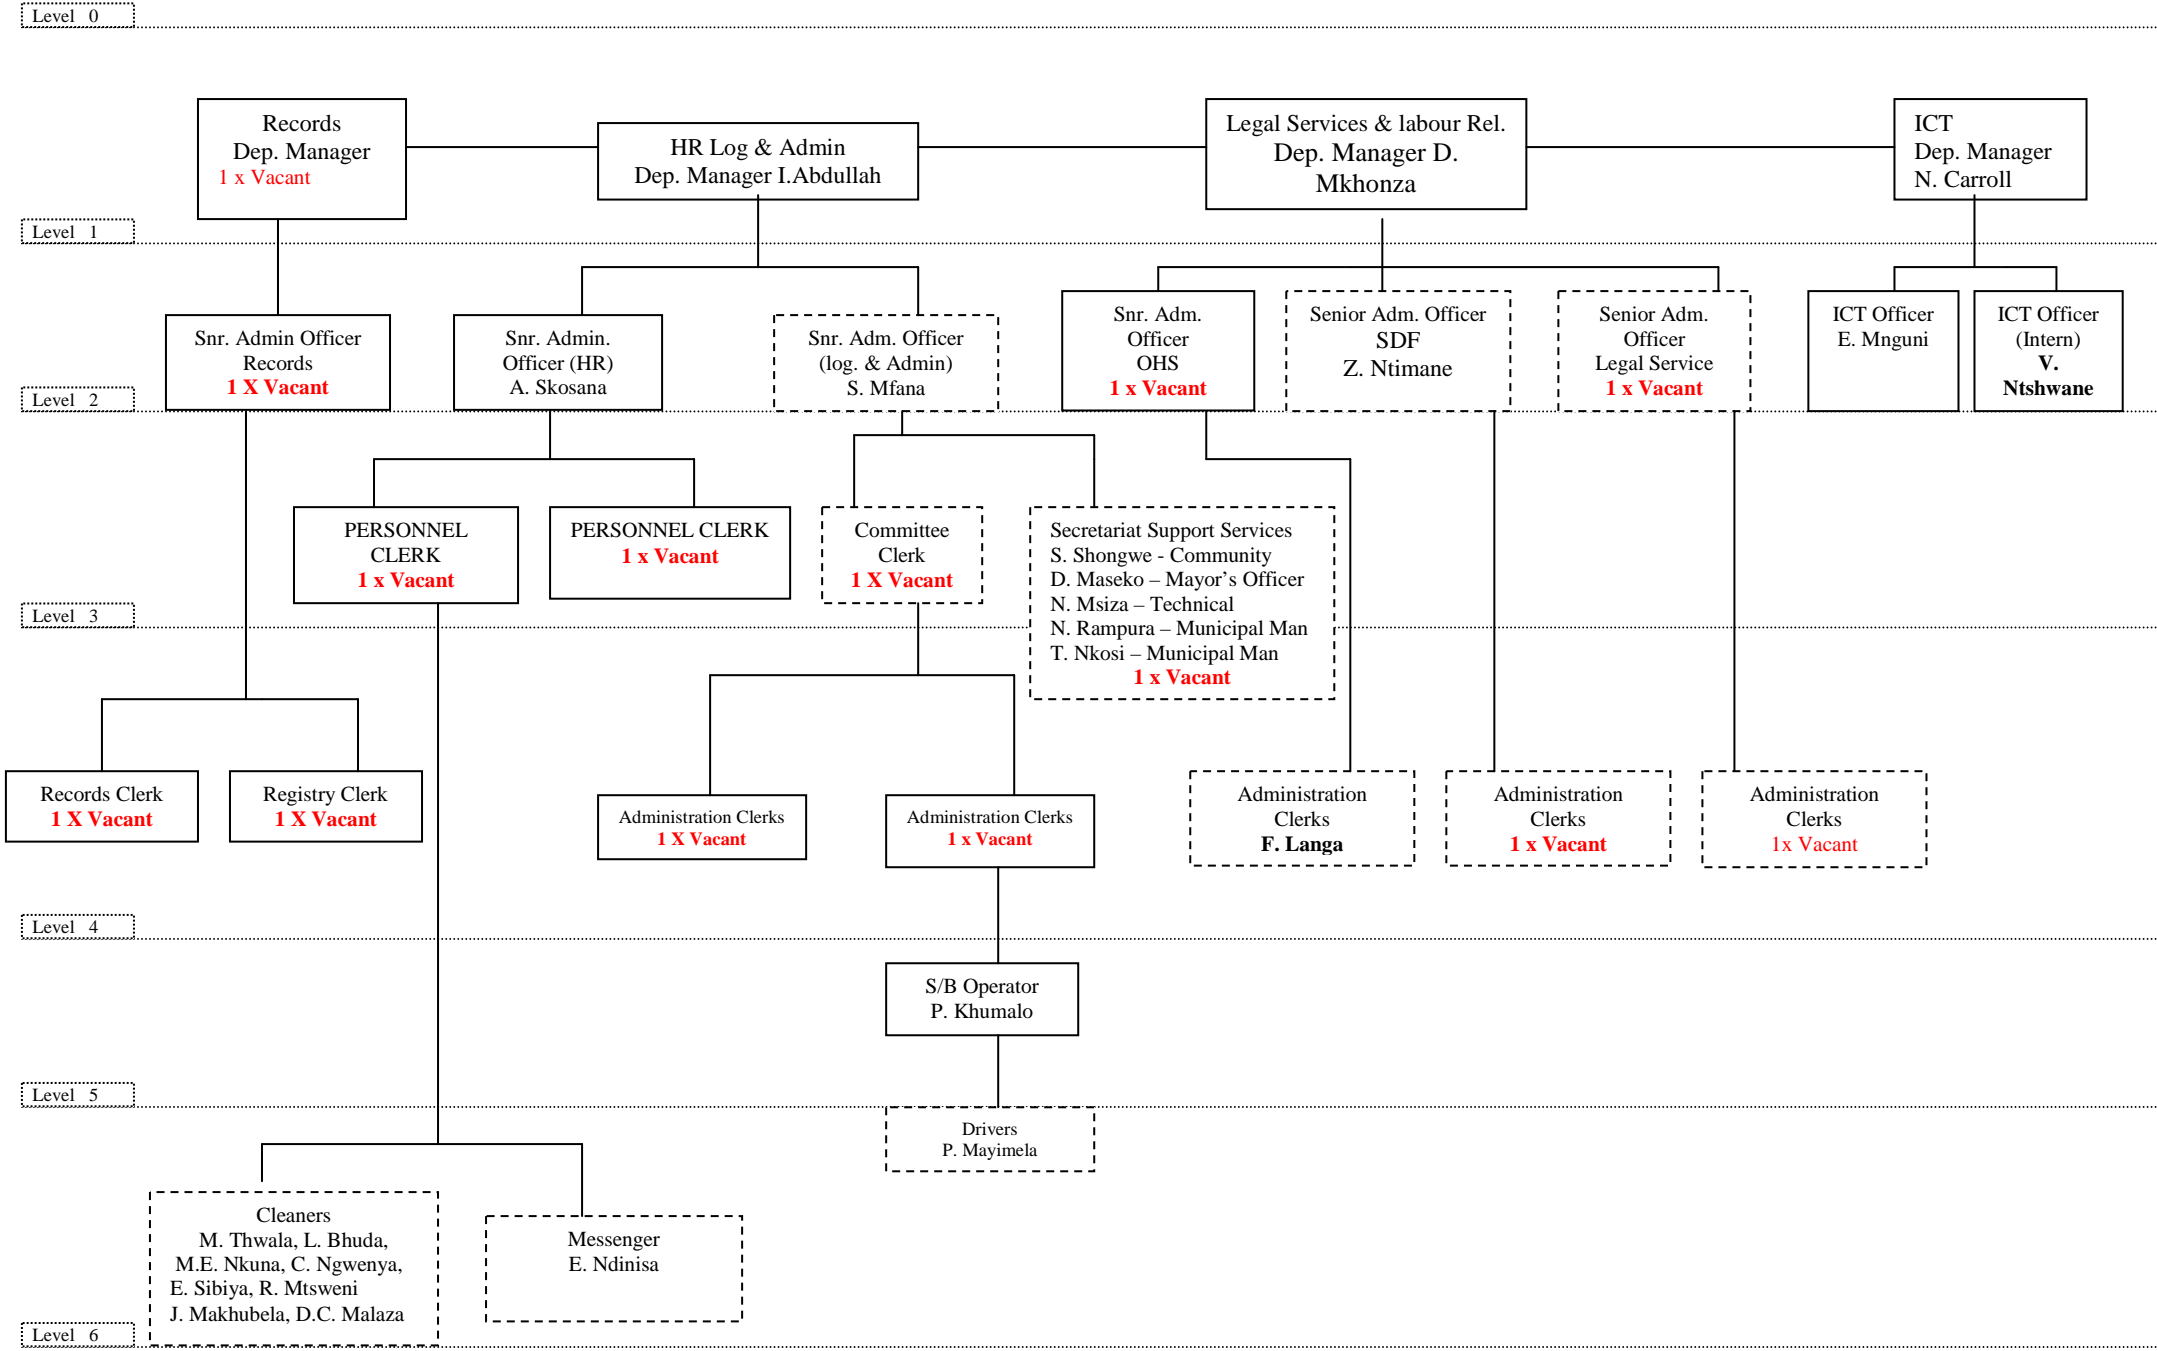 Level 0
Records
Dep. Manager
1 x Vacant
HR Log & Admin
Dep. Manager I.Abdullah
Legal Services & labour Rel.
Dep. Manager D.
Mkhonza
ICT
Dep. Manager
N. Carroll
Level 1
Snr. Admin Officer
Records
1 X Vacant
Snr. Admin.
Officer (HR)
A. Skosana
Snr. Adm. Officer
(log. & Admin)
S. Mfana
Snr. Adm.
Officer
OHS
1 x Vacant
Senior Adm. Officer
SDF
Z. Ntimane
Senior Adm.
Officer
Legal Service
1 x Vacant
ICT Officer
E. Mnguni
ICT Officer
(Intern)
V.
Ntshwane
Level 2
PERSONNEL
CLERK
1 x Vacant
PERSONNEL CLERK
1 x Vacant
Committee
Clerk
1 X Vacant
Secretariat Support Services
S. Shongwe - Community
D. Maseko – Mayor’s Officer
N. Msiza – Technical
N. Rampura – Municipal Man
T. Nkosi – Municipal Man
1 x Vacant
Level 3
Records Clerk
1 X Vacant
Registry Clerk
1 X Vacant
Administration Clerks
1 X Vacant
Administration Clerks
1 x Vacant
Administration
Clerks
F. Langa
Administration
Clerks
1 x Vacant
Administration
Clerks
1x Vacant
Level 4
S/B Operator
P. Khumalo
Level 5
Drivers
P. Mayimela
Cleaners
M. Thwala, L. Bhuda,
M.E. Nkuna, C. Ngwenya,
E. Sibiya, R. Mtsweni
J. Makhubela, D.C. Malaza
Messenger
E. Ndinisa
Level 6